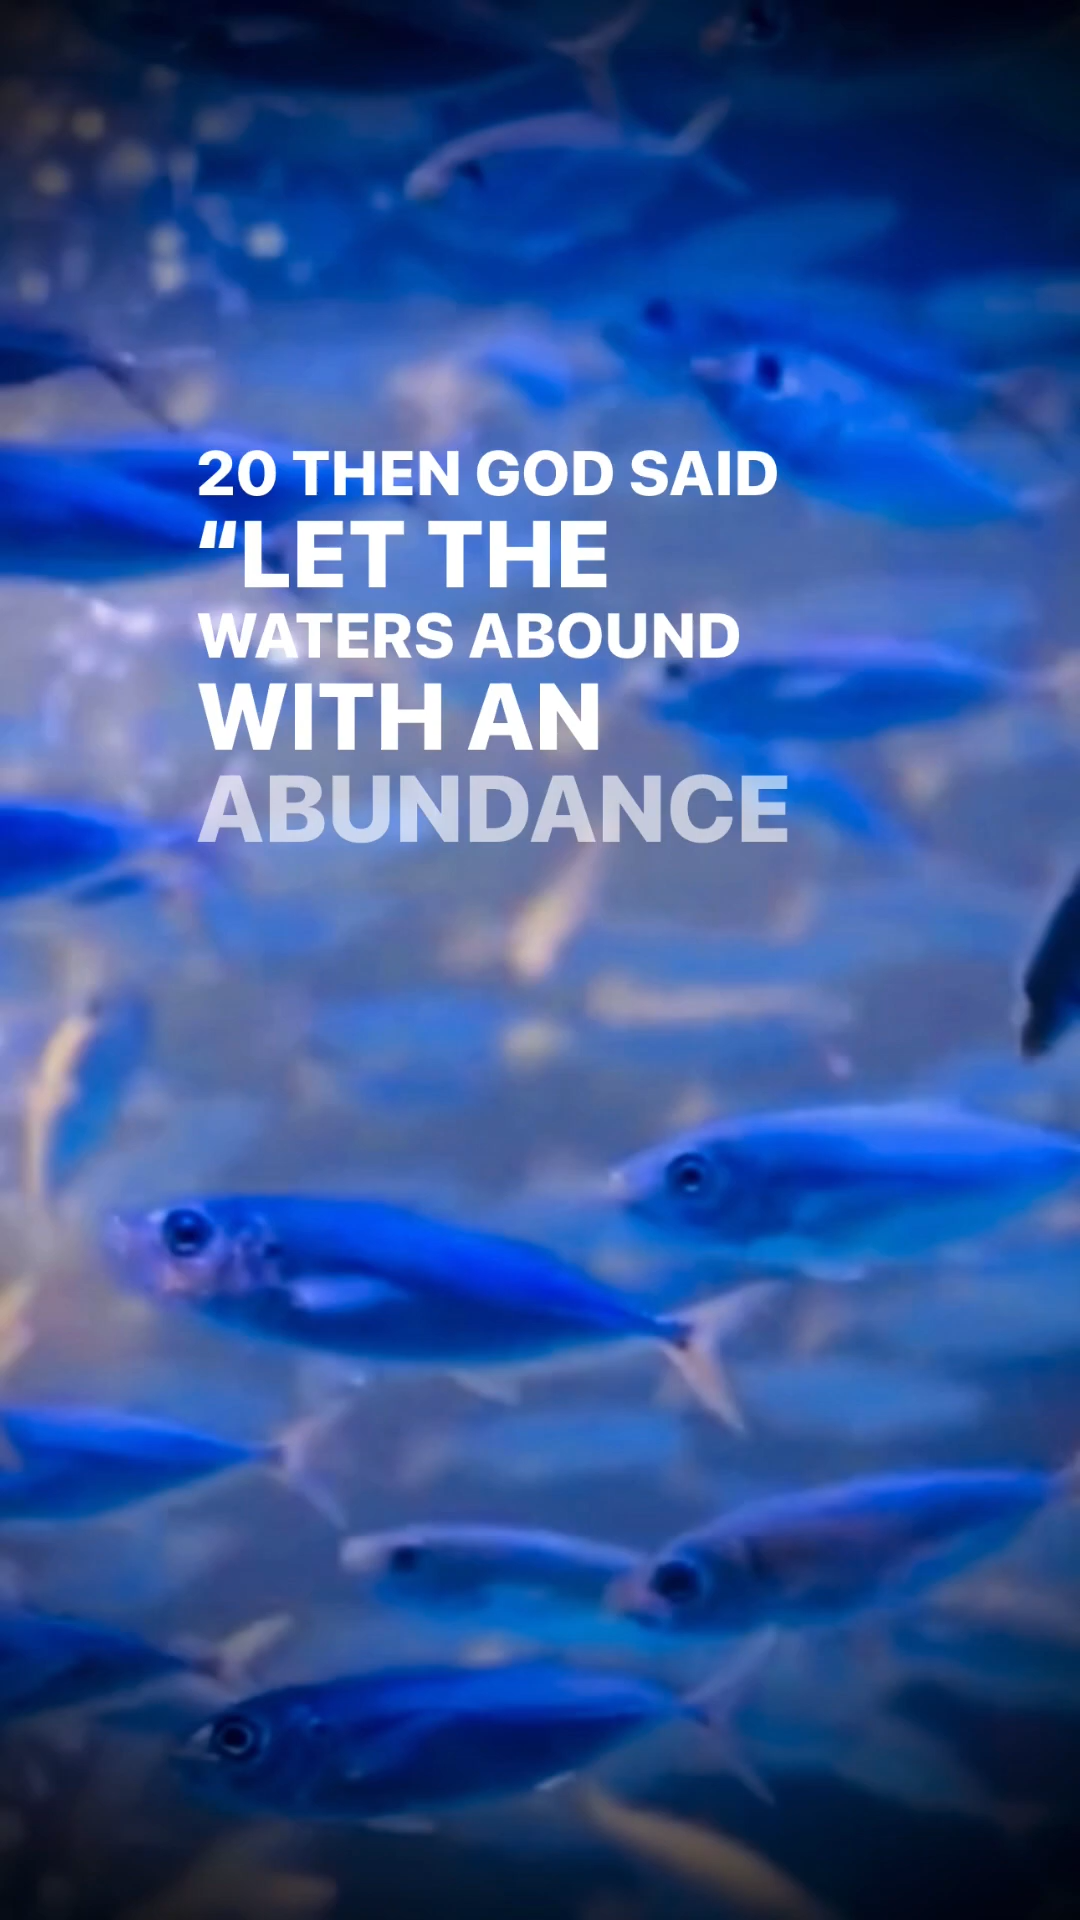 20 THEN GOD SAID
“LET THE
WATERS ABOUND
WITH AN
ABUNDANCE